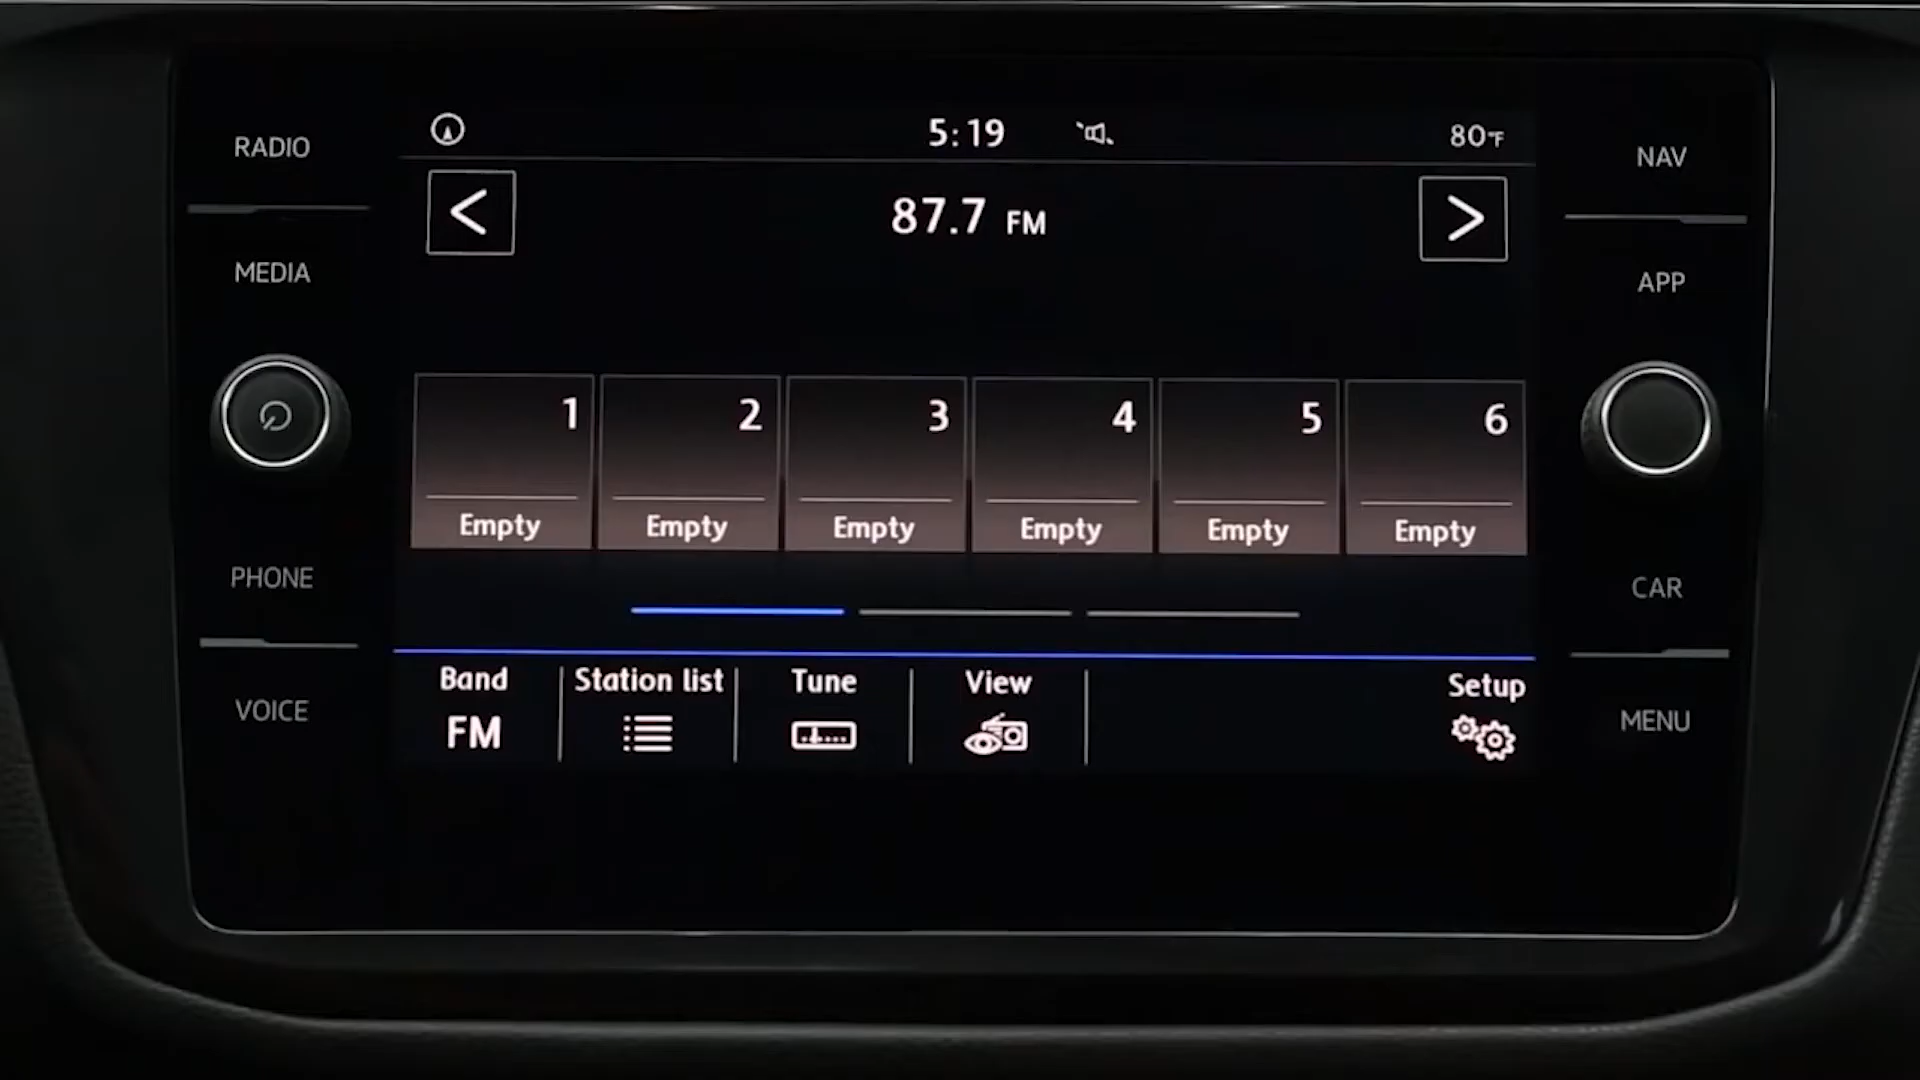 5:19 80°F
RADIO
NAV
87.7 FM
MEDIA
APP
1 2 3 4 5 6
Empty Empty Empty Empty Empty Empty
PHONE
CAR
Band Station list Tune View Setup
FM
VOICE
MENU